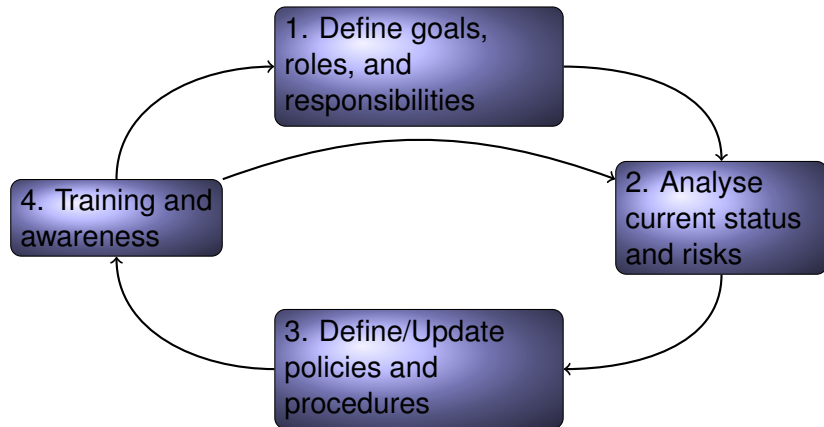 1. Define goals,
roles, and
responsibilities
2. Analyse
current status
and risks
4. Training and
awareness
3. Define/Update
policies and
procedures